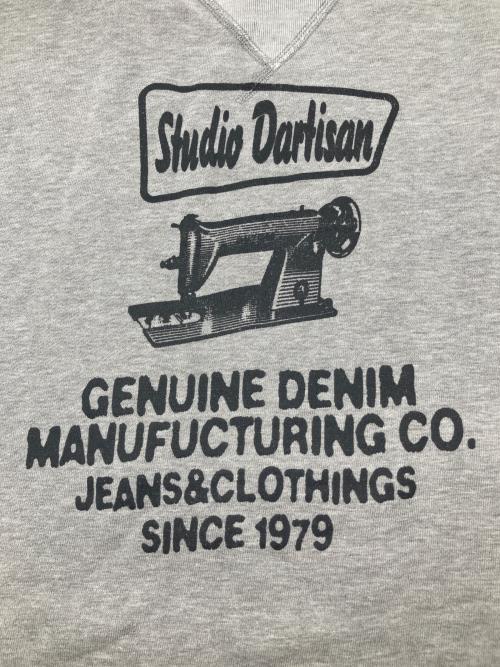 Studio Dartisan
GENUINE DENIM
MANUFUCTURING CO.
JEANS&CLOTHINGS
SINCE 1979